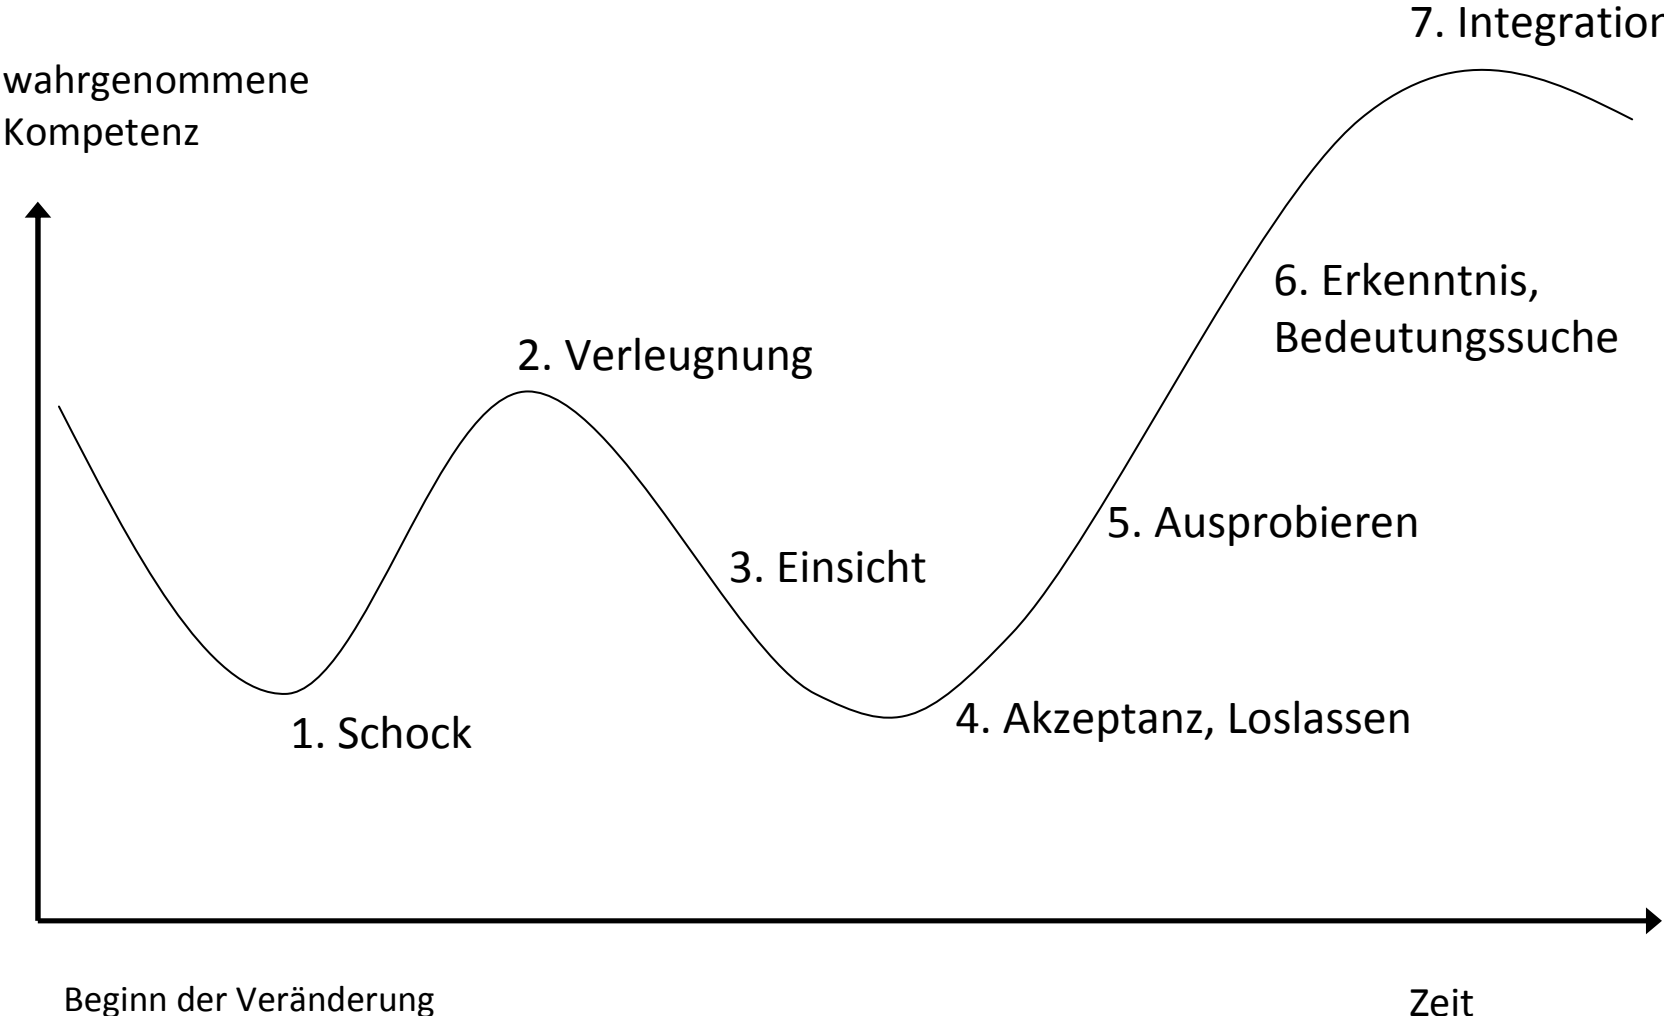 7. Integration
wahrgenommene
Kompetenz
6. Erkenntnis,
Bedeutungssuche
2. Verleugnung
5. Ausprobieren
3. Einsicht
4. Akzeptanz, Loslassen
1. Schock
Beginn der Veränderung
Zeit